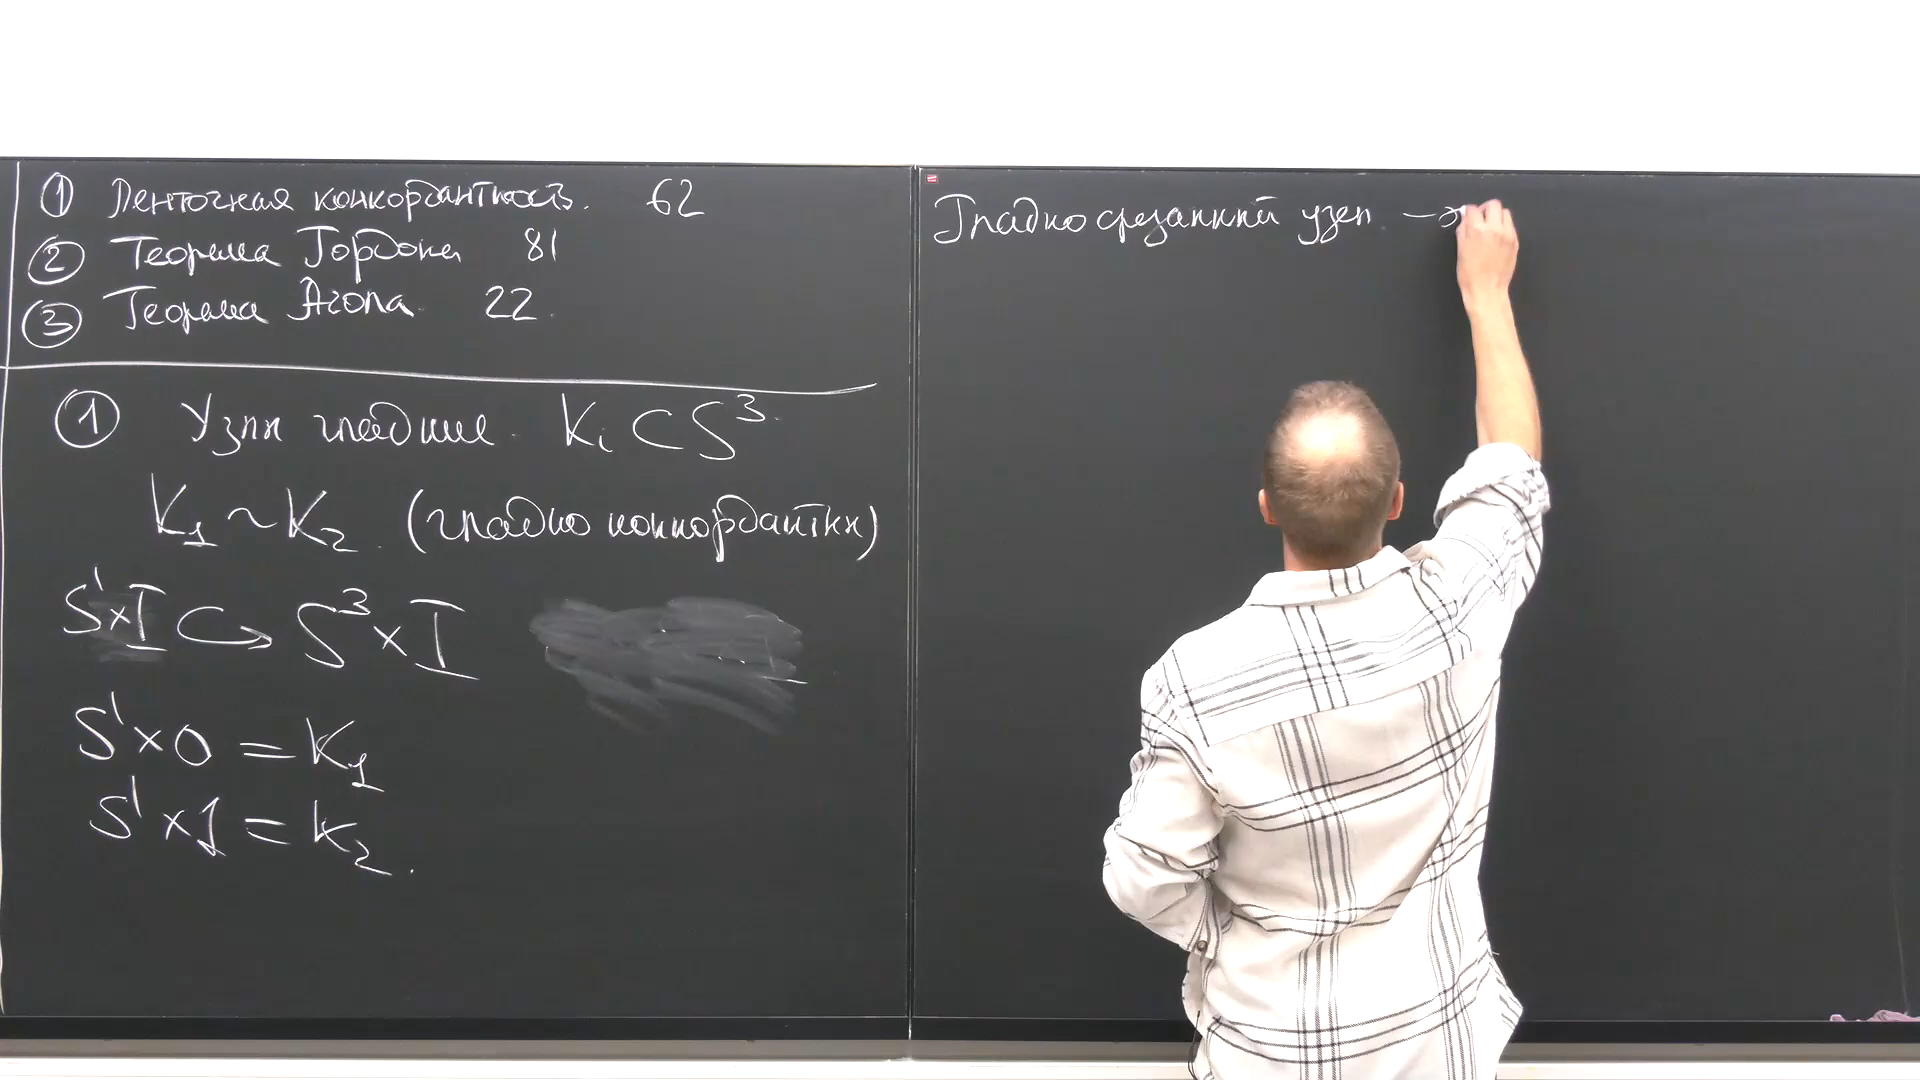 ① Ленточная конкордантность. 62
② Теорема Гордона 81
③ Теорема Агола 22.
① Узлы гладкие. Kᵢ ⊂ S³.
K₁ ~ K₂. (гладко конкордантны)
S¹×I ↪ S³×I
S¹×0 = K₁
S¹×1 = K₂.
Гладко срезанный узел – э